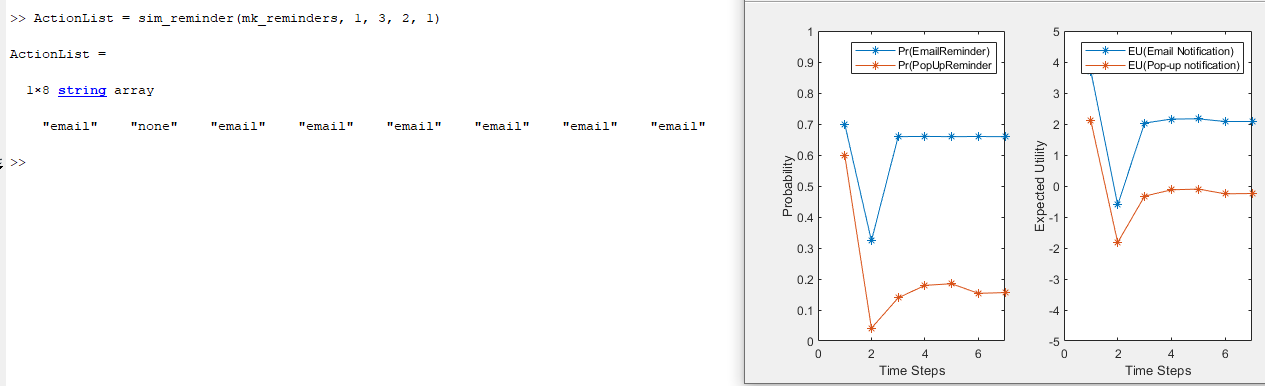 >> ActionList = sim_reminder(mk_reminders, 1, 3, 2, 1)
ActionList =
1×8 string array
"email" "none" "email" "email" "email" "email" "email" "email"
>>
1
0.9
0.8
0.7
0.6
0.5
0.4
0.3
0.2
0.1
0
Probability
0 2 4 6
Time Steps
Pr(EmailReminder)
Pr(PopUpReminder
5
4
3
2
1
0
-1
-2
-3
-4
-5
Expected Utility
0 2 4 6
Time Steps
EU(Email Notification)
EU(Pop-up notification)